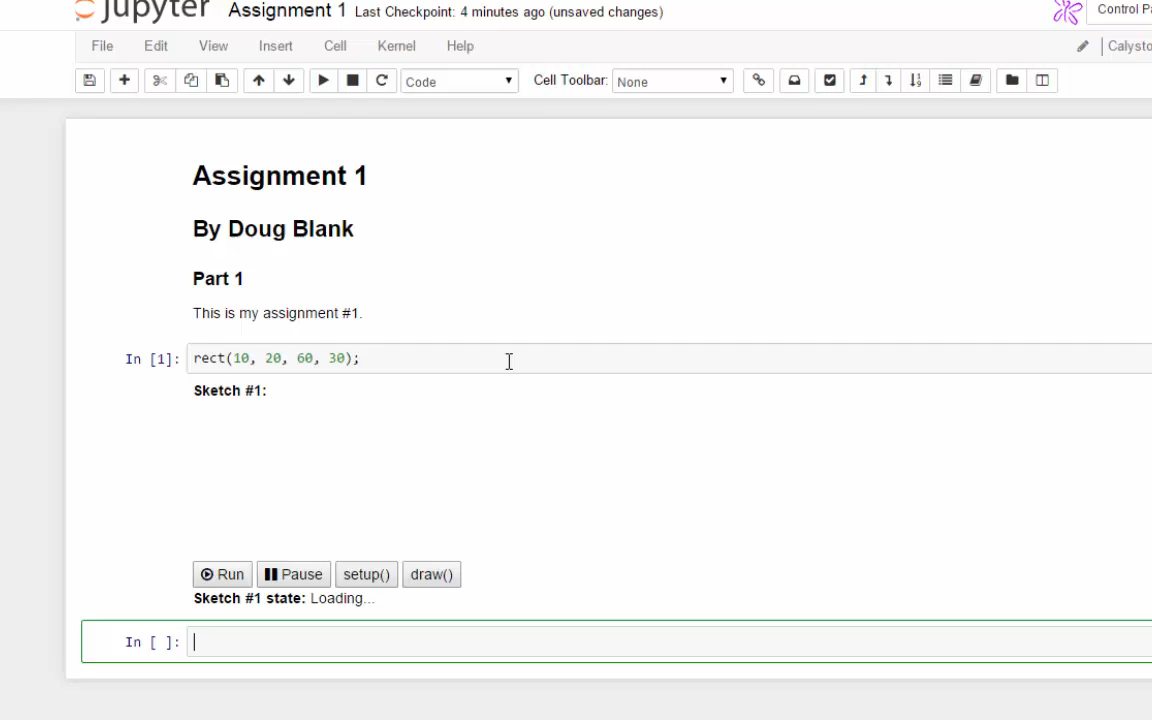 jupyter Assignment 1 Last Checkpoint: 4 minutes ago (unsaved changes)
Control
File Edit View Insert Cell Kernel Help
Code Cell Toolbar: None
Assignment 1
By Doug Blank
Part 1
This is my assignment #1.
In [1]: rect(10, 20, 60, 30);
Sketch #1:
Run Pause setup() draw()
Sketch #1 state: Loading...
In [ ]: